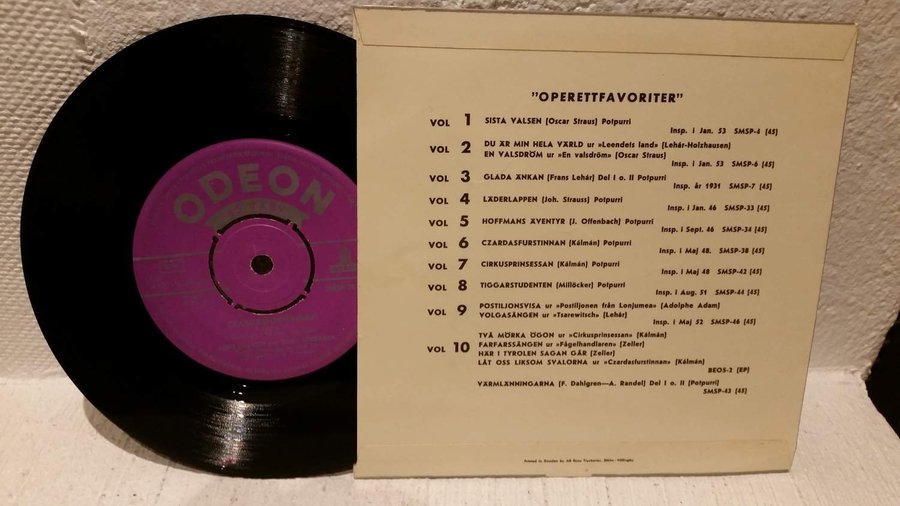 ODEON
"OPERETTFAVORITER"
VOL 1 SISTA VALSEN (Oscar Straus) Potpurri
Insp. i Jan. 53 SMSP-4 [45]
VOL 2 DU ÄR MIN HELA VÄRLD ur »Leendets land» (Lehár-Holzhausen)
EN VALSDRÖM ur »En valsdröm» (Oscar Straus)
Insp. i Jan. 53 SMSP-6 [45]
VOL 3 GLADA ÄNKAN (Frans Lehár) Del I o. II Potpurri
Insp. år 1931 SMSP-7 [45]
VOL 4 LÄDERLAPPEN (Joh. Strauss) Potpurri
Insp. i Jan. 46 SMSP-33 [45]
VOL 5 HOFFMANS ÄVENTYR (J. Offenbach) Potpurri
Insp. i Sept. 46 SMSP-34 [45]
VOL 6 CZARDASFURSTINNAN (Kálmán) Potpurri
Insp. i Maj 48. SMSP-38 [45]
VOL 7 CIRKUSPRINSESSAN (Kálmán) Potpurri
Insp. i Maj 48 SMSP-42 [45]
VOL 8 TIGGARSTUDENTEN (Millöcker) Potpurri
Insp. i Aug. 51 SMSP-44 [45]
VOL 9 POSTILJONSVISA ur »Postiljonen från Lonjumea» (Adolphe Adam)
VOLGASÅNGEN ur »Tsarewitsch» (Lehár)
Insp. i Maj 52 SMSP-46 [45]
VOL 10 TVÅ MÖRKA ÖGON ur »Cirkusprinsessan» (Kálmán)
FARFARSSÅNGEN ur »Fågelhandlaren» (Zeller)
NÄR I TYROLEN SAGAN GÅR (Zeller)
LÅT OSS LIKSOM SVALORNA ur »Czardasfurstinnan» (Kálmán)
BEOS-2 (EP)
VÄRMLÄNNINGARNA (F. Dahlgren—A. Randel) Del I o. II (Potpurri)
SMSP-43 [45]
Printed in Sweden by AB